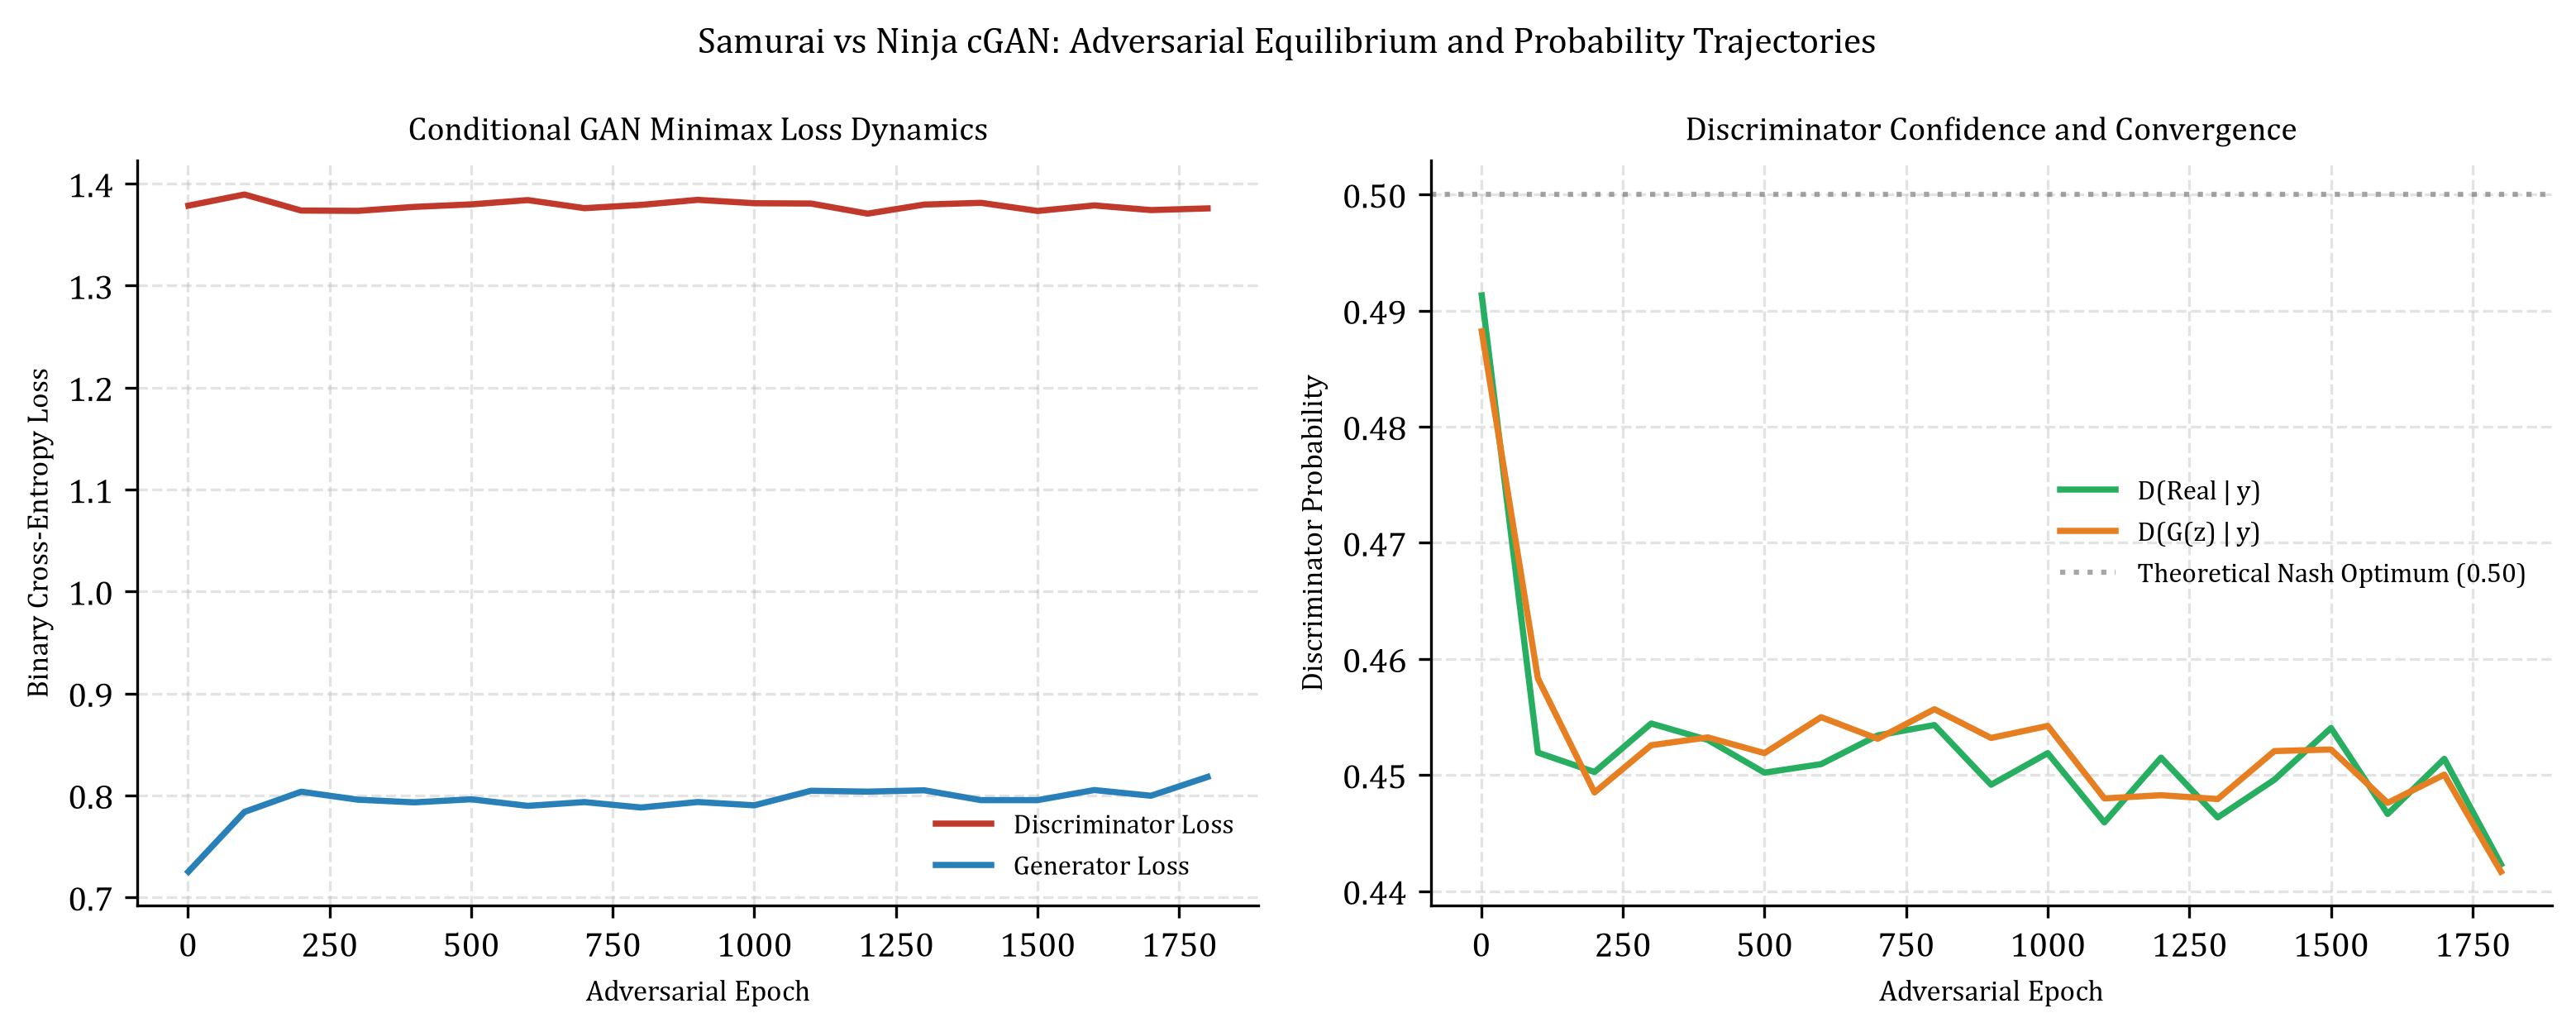 Samurai vs Ninja cGAN: Adversarial Equilibrium and Probability Trajectories
Conditional GAN Minimax Loss Dynamics
Binary Cross-Entropy Loss
1.4
1.3
1.2
1.1
1.0
0.9
0.8
0.7
Discriminator Loss
Generator Loss
0 250 500 750 1000 1250 1500 1750
Adversarial Epoch
Discriminator Confidence and Convergence
Discriminator Probability
0.50
0.49
0.48
0.47
0.46
0.45
0.44
D(Real | y)
D(G(z) | y)
Theoretical Nash Optimum (0.50)
0 250 500 750 1000 1250 1500 1750
Adversarial Epoch